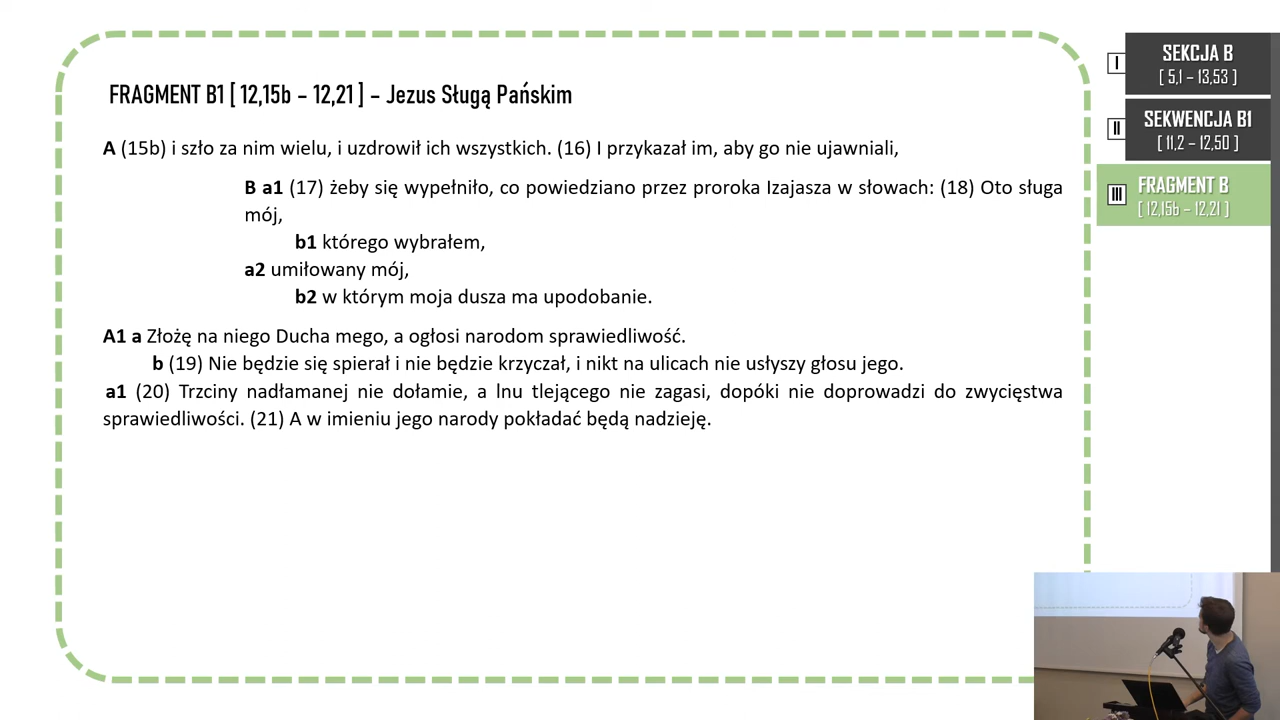 FRAGMENT B1 [ 12,15b – 12,21 ] – Jezus Sługą Pańskim
A (15b) i szło za nim wielu, i uzdrowił ich wszystkich. (16) I przykazał im, aby go nie ujawniali,
B a1 (17) żeby się wypełniło, co powiedziano przez proroka Izajasza w słowach: (18) Oto sługa
mój,
b1 którego wybrałem,
a2 umiłowany mój,
b2 w którym moja dusza ma upodobanie.
A1 a Złożę na niego Ducha mego, a ogłosi narodom sprawiedliwość.
b (19) Nie będzie się spierał i nie będzie krzyczał, i nikt na ulicach nie usłyszy głosu jego.
a1 (20) Trzciny nadłamanej nie dołamie, a lnu tlejącego nie zagasi, dopóki nie doprowadzi do zwycięstwa
sprawiedliwości. (21) A w imieniu jego narody pokładać będą nadzieję.
I
SEKCJA B
[ 5,1 – 13,53 ]
II
SEKWENCJA B1
[ 11,2 – 12,50 ]
III
FRAGMENT B
[ 12,15b – 12,21 ]